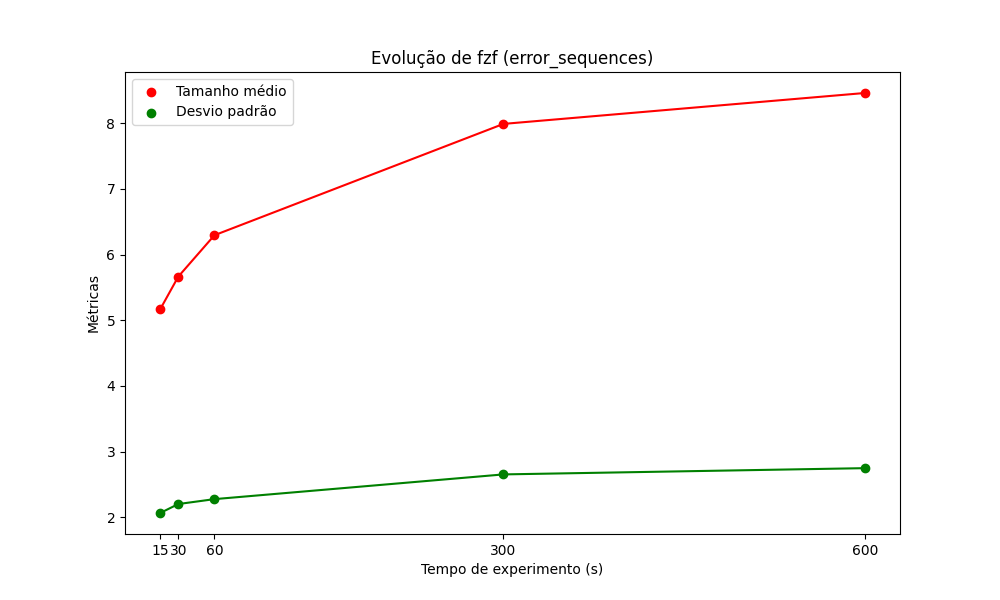 Evolução de fzf (error_sequences)
Tamanho médio
Desvio padrão
8
7
6
5
4
3
2
Métricas
15 30 60 300 600
Tempo de experimento (s)